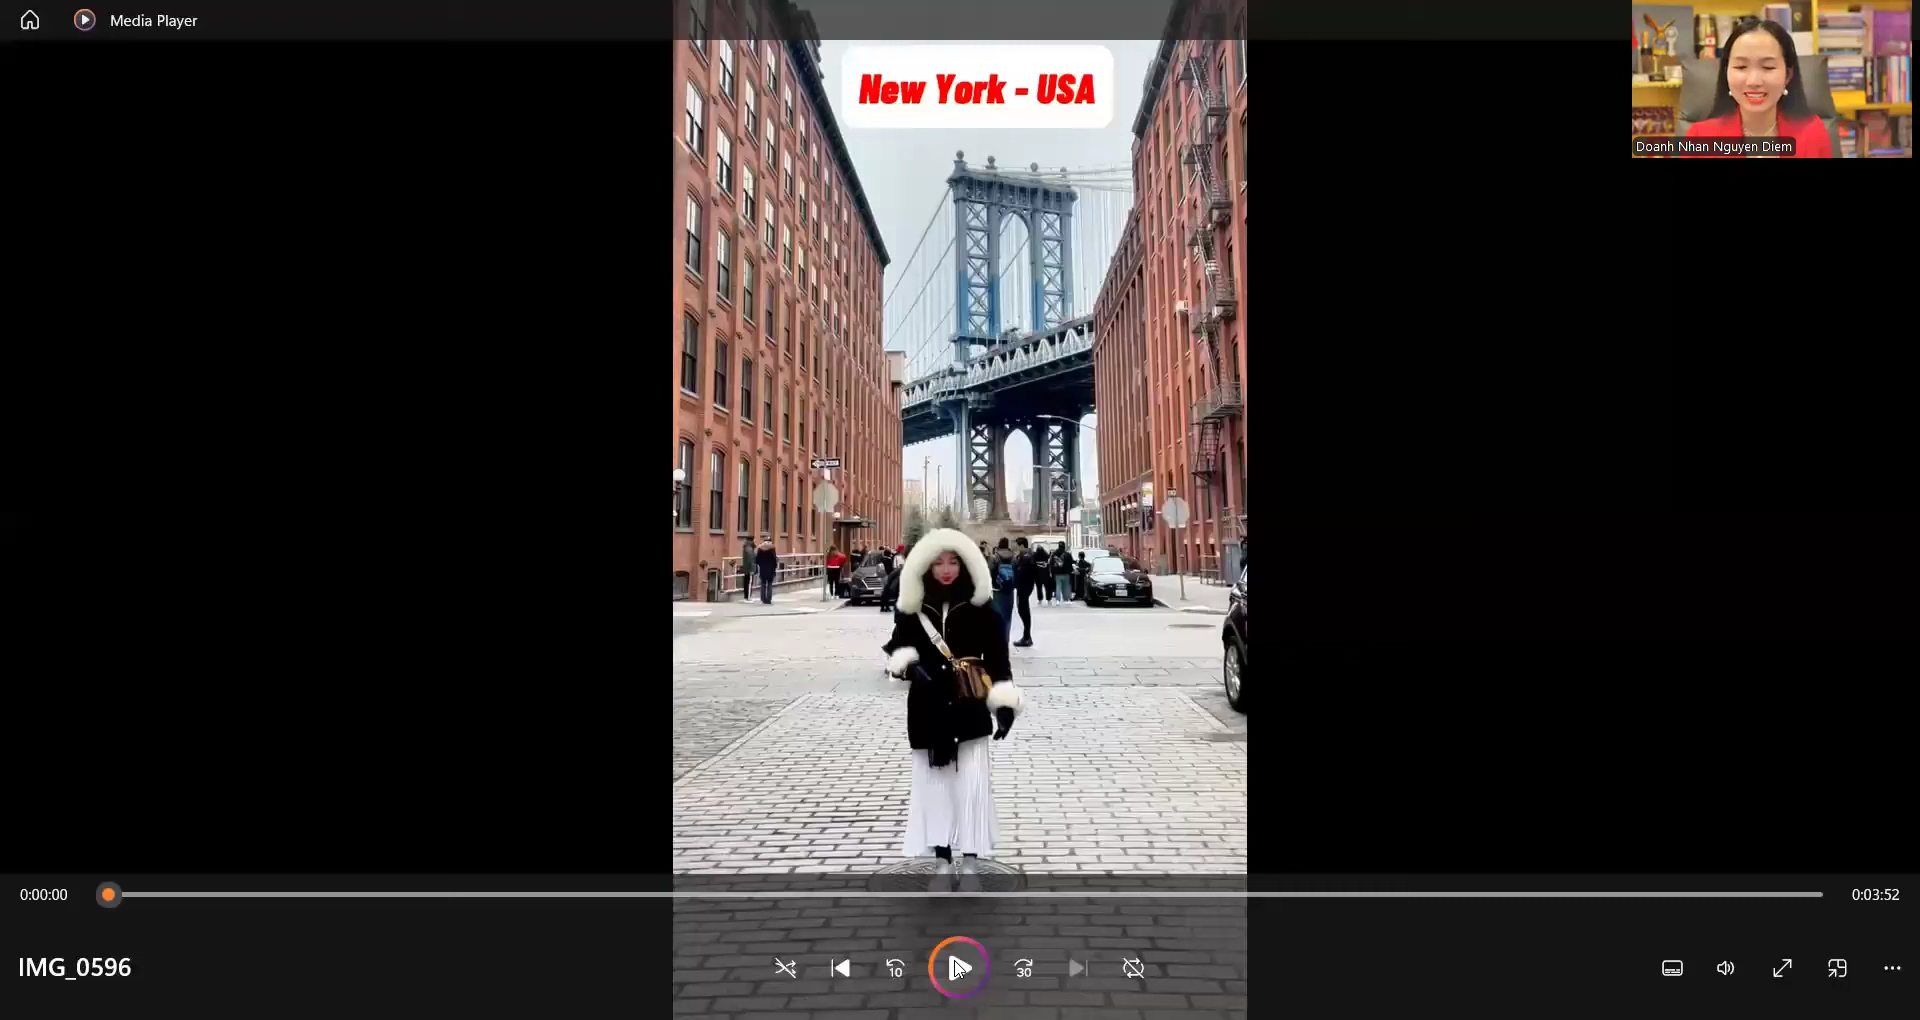 Media Player
New York - USA
Doanh Nhan Nguyen Diem
0:00:00
0:03:52
IMG_0596
10
30